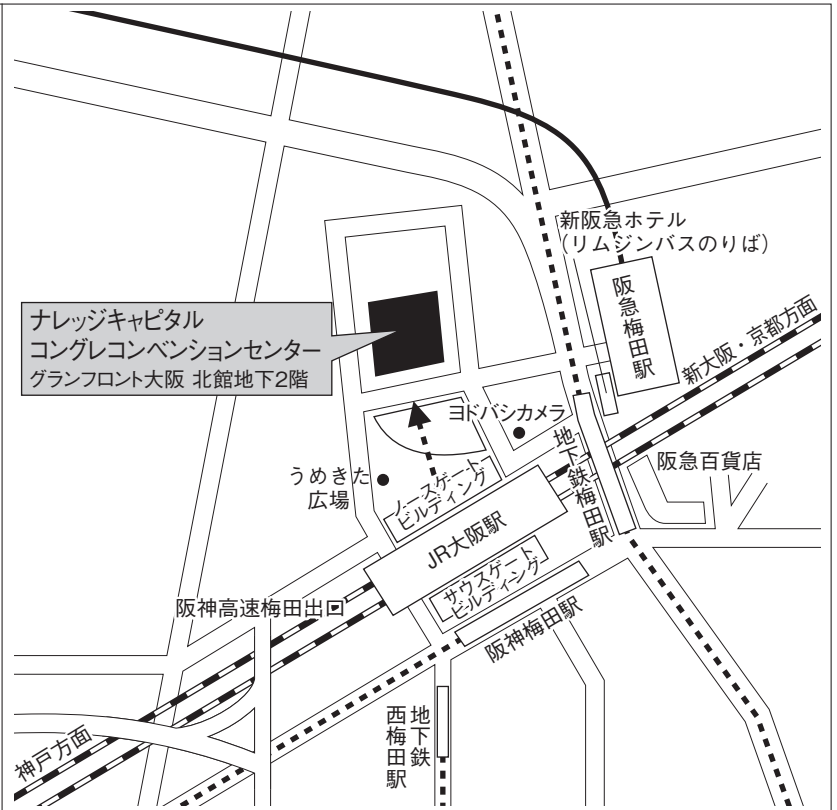 新阪急ホテル
(リムジンバスのりば)
阪急梅田駅
ナレッジキャピタル
コングレコンベンションセンター
グランフロント大阪 北館地下2階
新大阪・京都方面
ヨドバシカメラ
地下鉄梅田駅
阪急百貨店
うめきた
広場
ノースゲート
ビルディング
JR大阪駅
サウスゲート
ビルディング
阪神高速梅田出口
阪神梅田駅
地下鉄
西梅田駅
神戸方面